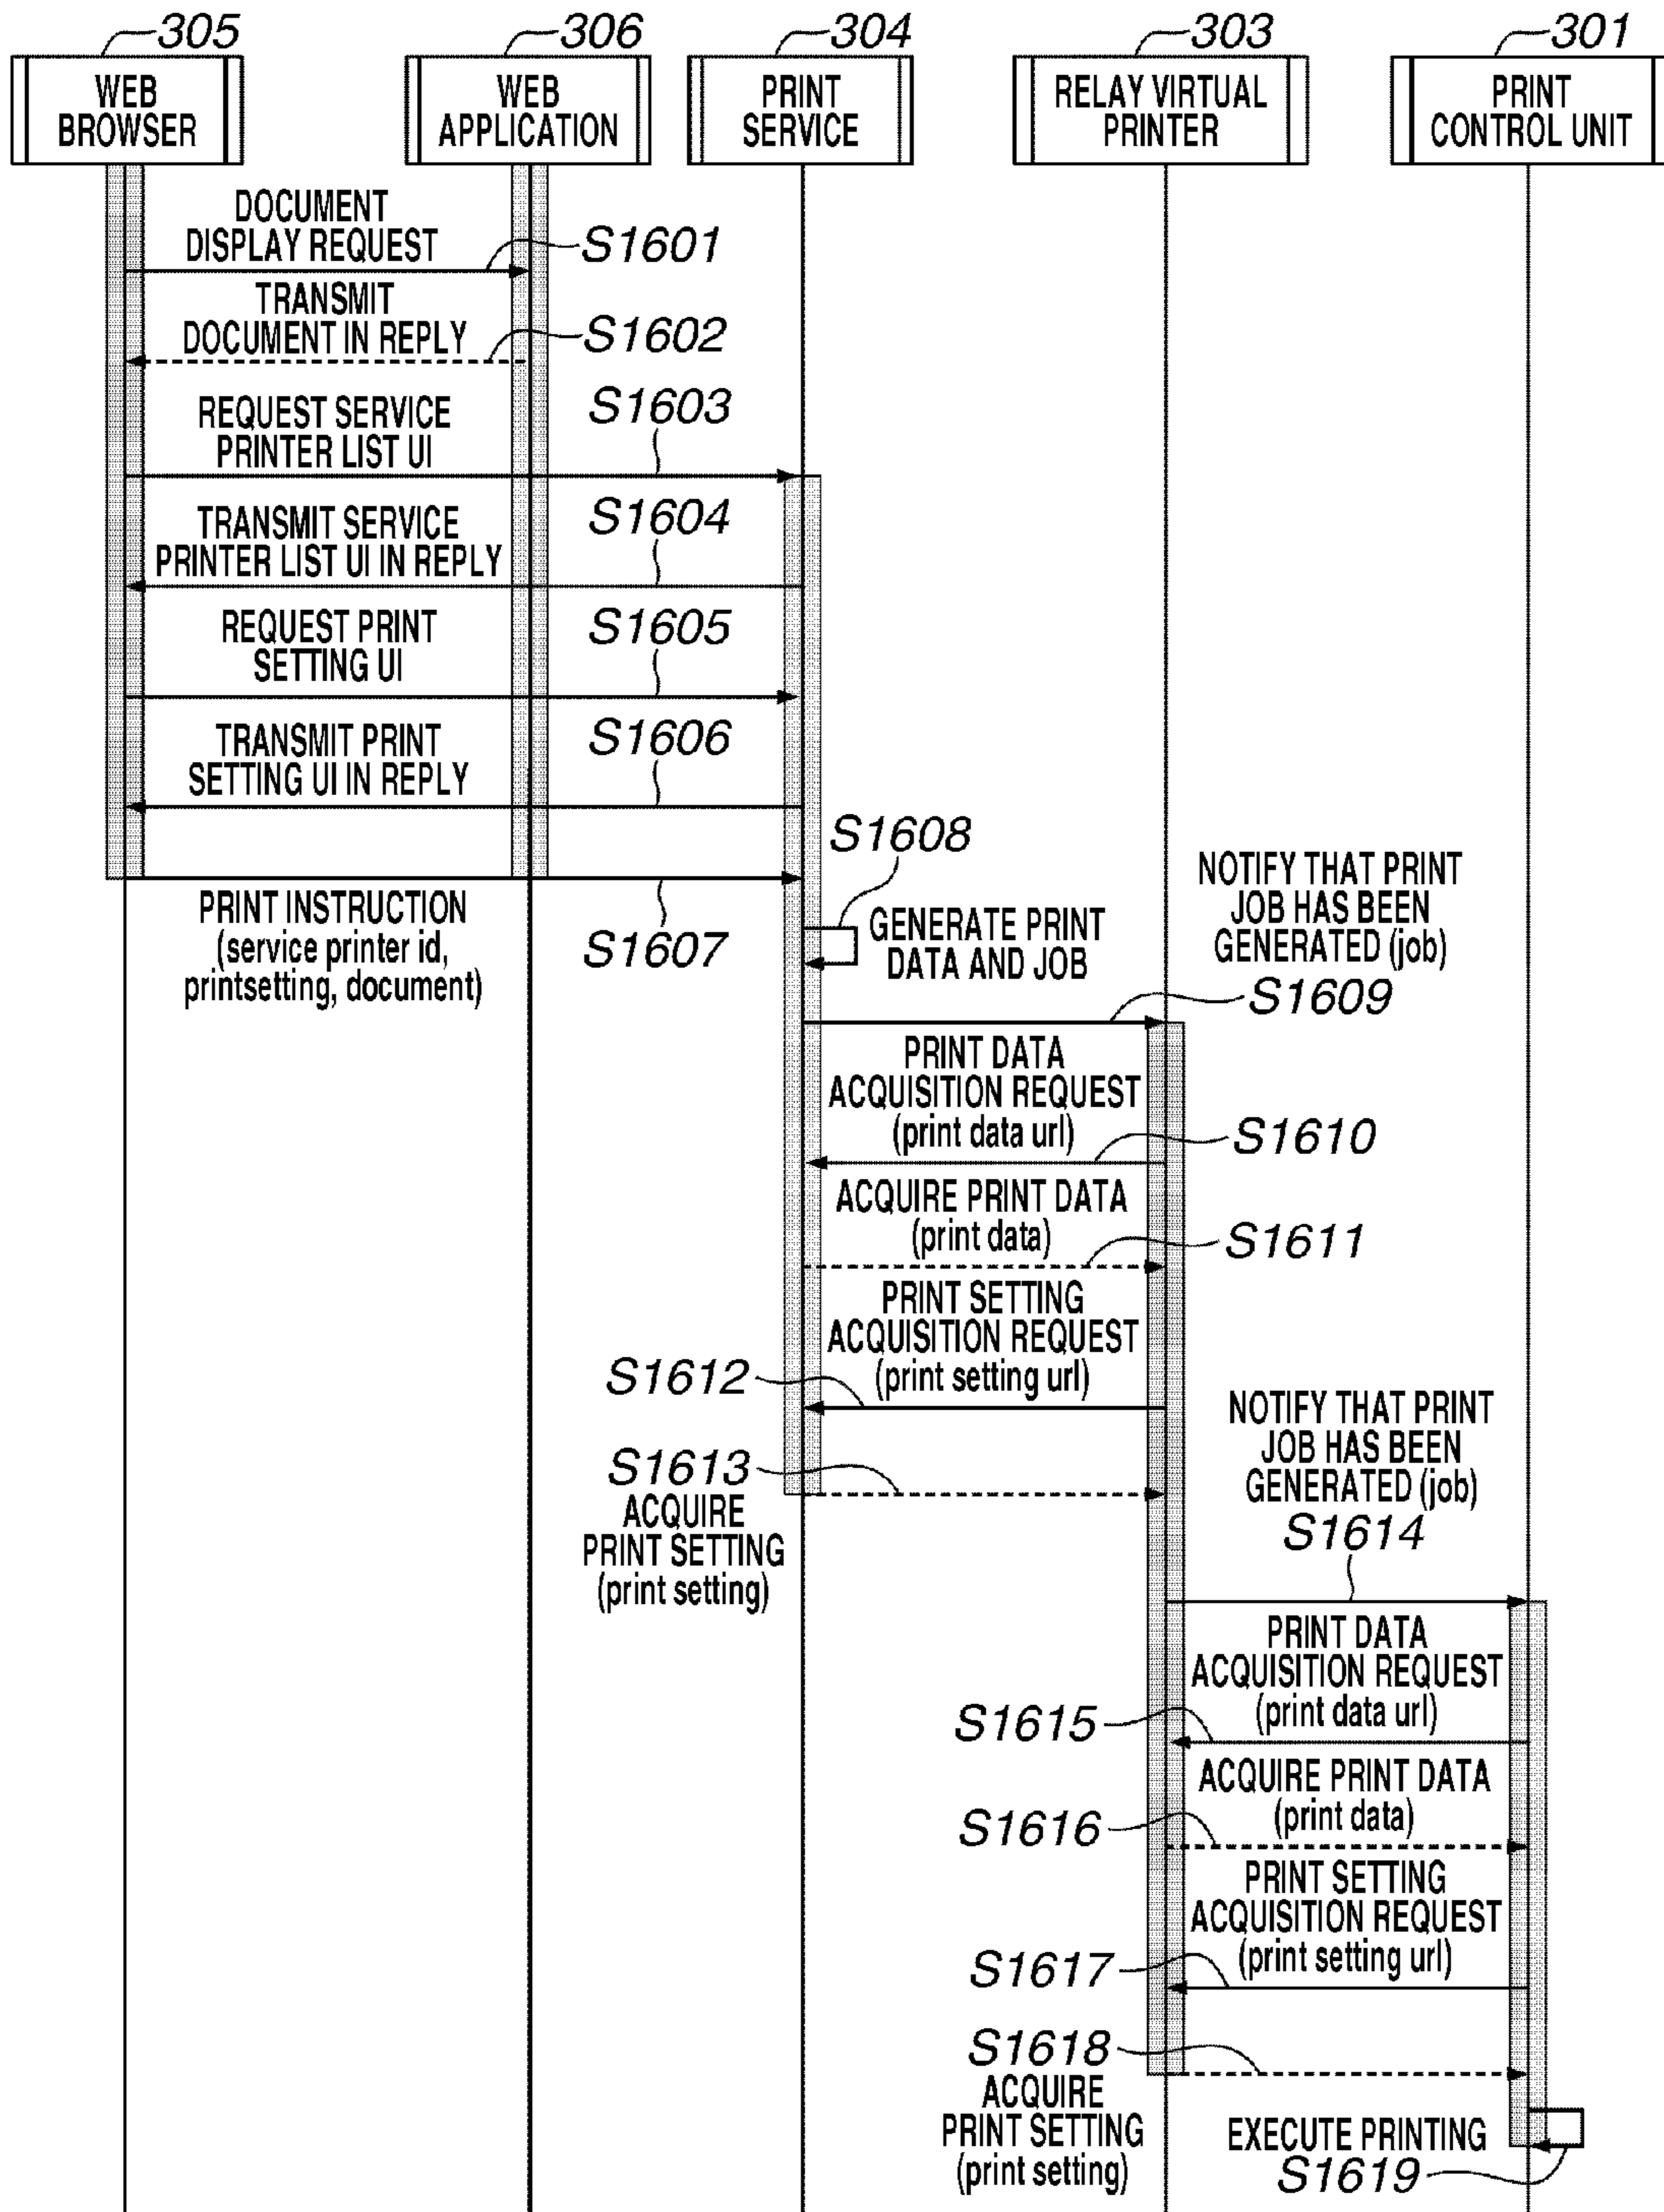 305
306
304
303
301
WEB
BROWSER
WEB
APPLICATION
PRINT
SERVICE
RELAY VIRTUAL
PRINTER
PRINT
CONTROL UNIT
DOCUMENT
DISPLAY REQUEST
S1601
TRANSMIT
DOCUMENT IN REPLY
S1602
REQUEST SERVICE
PRINTER LIST UI
S1603
TRANSMIT SERVICE
PRINTER LIST UI IN REPLY
S1604
REQUEST PRINT
SETTING UI
S1605
TRANSMIT PRINT
SETTING UI IN REPLY
S1606
PRINT INSTRUCTION
(service printer id,
printsetting, document)
S1607
S1608
GENERATE PRINT
DATA AND JOB
NOTIFY THAT PRINT
JOB HAS BEEN
GENERATED (job)
S1609
PRINT DATA
ACQUISITION REQUEST
(print data url)
S1610
ACQUIRE PRINT DATA
(print data)
S1611
PRINT SETTING
ACQUISITION REQUEST
(print setting url)
S1612
S1613
ACQUIRE
PRINT SETTING
(print setting)
NOTIFY THAT PRINT
JOB HAS BEEN
GENERATED (job)
S1614
PRINT DATA
ACQUISITION REQUEST
(print data url)
S1615
ACQUIRE PRINT DATA
(print data)
S1616
PRINT SETTING
ACQUISITION REQUEST
(print setting url)
S1617
S1618
ACQUIRE
PRINT SETTING
(print setting)
EXECUTE PRINTING
S1619